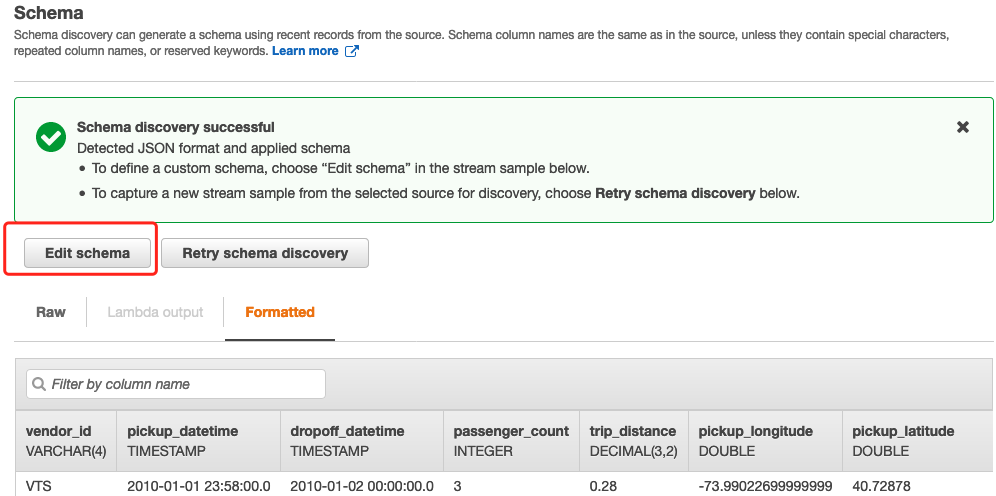 Schema
Schema discovery can generate a schema using recent records from the source. Schema column names are the same as in the source, unless they contain special characters,
repeated column names, or reserved keywords. Learn more
Schema discovery successful
Detected JSON format and applied schema
• To define a custom schema, choose “Edit schema” in the stream sample below.
• To capture a new stream sample from the selected source for discovery, choose Retry schema discovery below.
Edit schema Retry schema discovery
Raw Lambda output Formatted
Filter by column name
vendor_id pickup_datetime dropoff_datetime passenger_count trip_distance pickup_longitude pickup_latitude
VARCHAR(4) TIMESTAMP TIMESTAMP INTEGER DECIMAL(3,2) DOUBLE DOUBLE
VTS 2010-01-01 23:58:00.0 2010-01-02 00:00:00.0 3 0.28 -73.99022699999999 40.72878